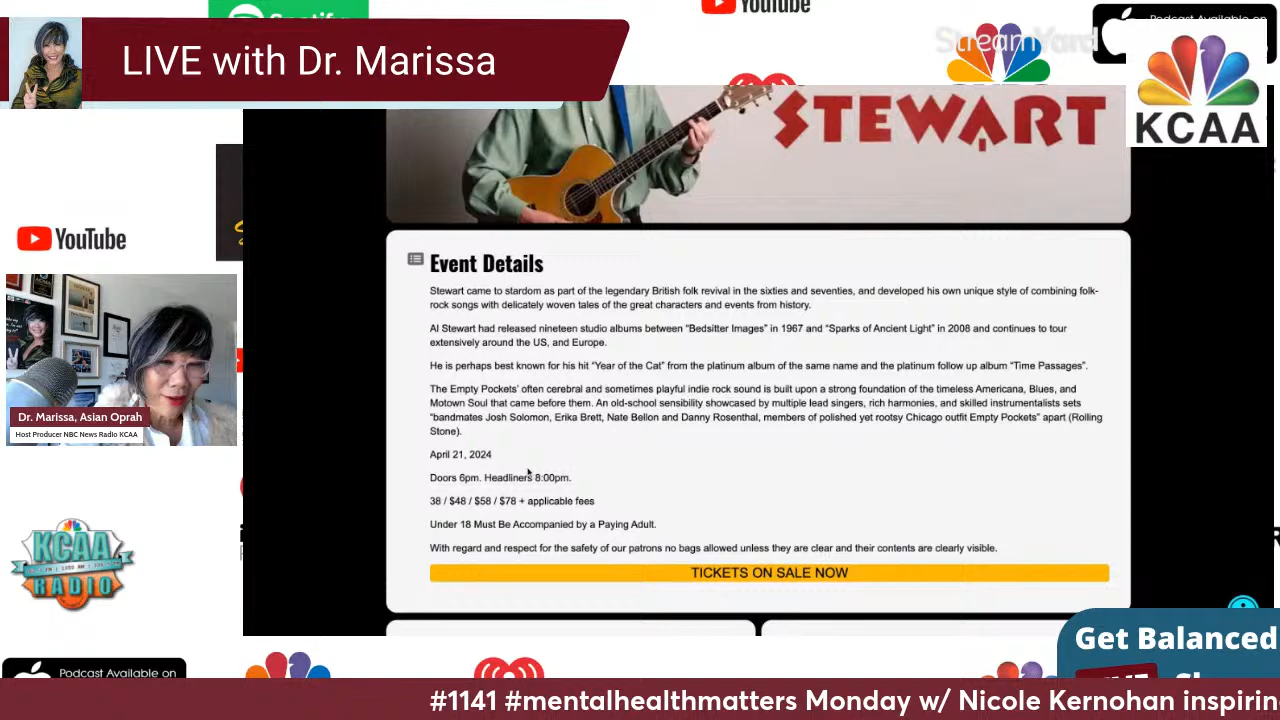 Spotify
YouTube
Podcast Available on
StreamYard
LIVE with Dr. Marissa
STEWART
KCAA
YouTube
Event Details
Stewart came to stardom as part of the legendary British folk revival in the sixties and seventies, and developed his own unique style of combining folk-
rock songs with delicately woven tales of the great characters and events from history.
Al Stewart had released nineteen studio albums between “Bedsitter Images” in 1967 and “Sparks of Ancient Light” in 2008 and continues to tour
extensively around the US, and Europe.
He is perhaps best known for his hit “Year of the Cat” from the platinum album of the same name and the platinum follow up album “Time Passages”.
The Empty Pockets’ often cerebral and sometimes playful indie rock sound is built upon a strong foundation of the timeless Americana, Blues, and
Motown Soul that came before them. An old-school sensibility showcased by multiple lead singers, rich harmonies, and skilled instrumentalists sets
“bandmates Josh Solomon, Erika Brett, Nate Bellon and Danny Rosenthal, members of polished yet rootsy Chicago outfit Empty Pockets” apart (Rolling
Stone).
April 21, 2024
Doors 6pm. Headliners 8:00pm.
38 / $48 / $58 / $78 + applicable fees
Under 18 Must Be Accompanied by a Paying Adult.
With regard and respect for the safety of our patrons no bags allowed unless they are clear and their contents are clearly visible.
TICKETS ON SALE NOW
Dr. Marissa, Asian Oprah
Host Producer NBC News Radio KCAA
KCAA
RADIO
Get Balanced
Podcast Available on
#1141 #mentalhealthmatters Monday w/ Nicole Kernohan inspirin